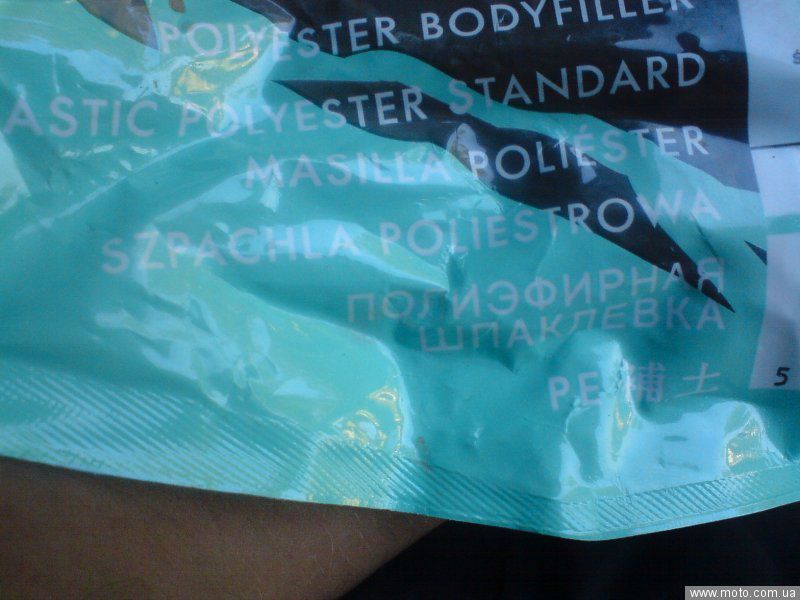 POLYESTER BODYFILLER
ASTIC POLYESTER STANDARD
MASILLA POLIÉSTER
SZPACHLA POLIESTROWA
ПОЛИЭФИРНАЯ
ШПАКЛЕВКА
P.E 補土
5
www.moto.com.ua